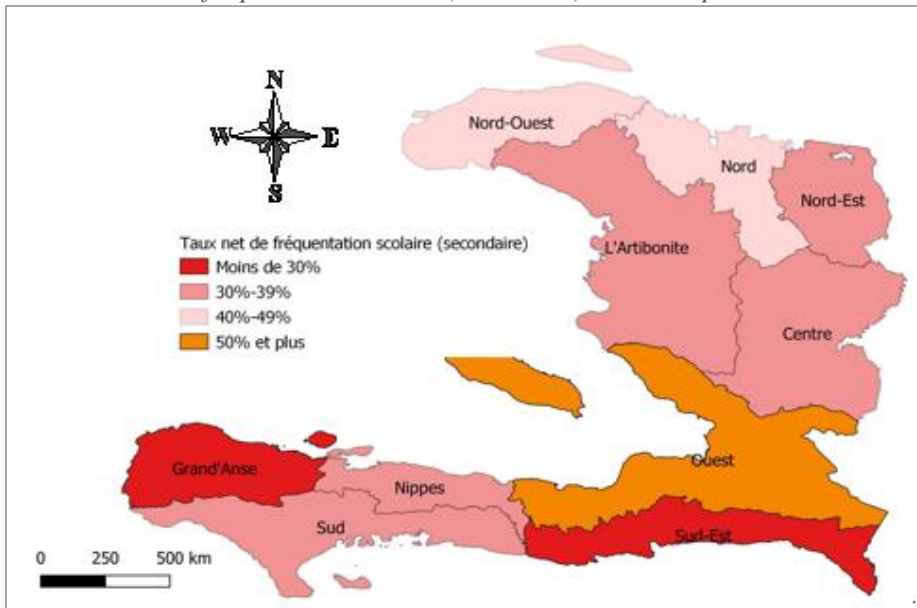 N
W E
S
Nord-Ouest
Nord
Nord-Est
Taux net de fréquentation scolaire (secondaire)
Moins de 30%
30%-39%
40%-49%
50% et plus
L'Artibonite
Centre
Grand'Anse
Nippes
Ouest
Sud
Sud-Est
0 250 500 km